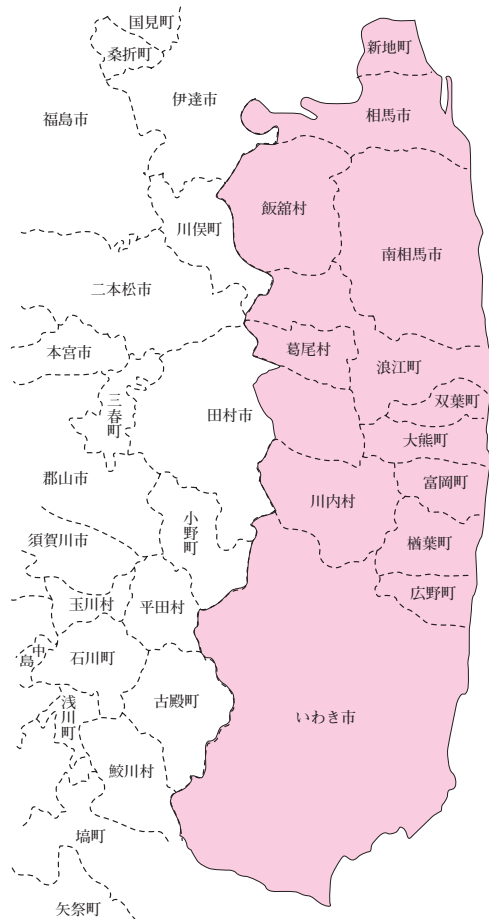 国見町
桑折町
新地町
伊達市
福島市
相馬市
飯舘村
川俣町
南相馬市
二本松市
本宮市
葛尾村
浪江町
三春町
双葉町
田村市
大熊町
郡山市
富岡町
川内村
小野町
須賀川市
楢葉町
広野町
玉川村
平田村
中島
石川町
浅川町
古殿町
いわき市
鮫川村
塙町
矢祭町